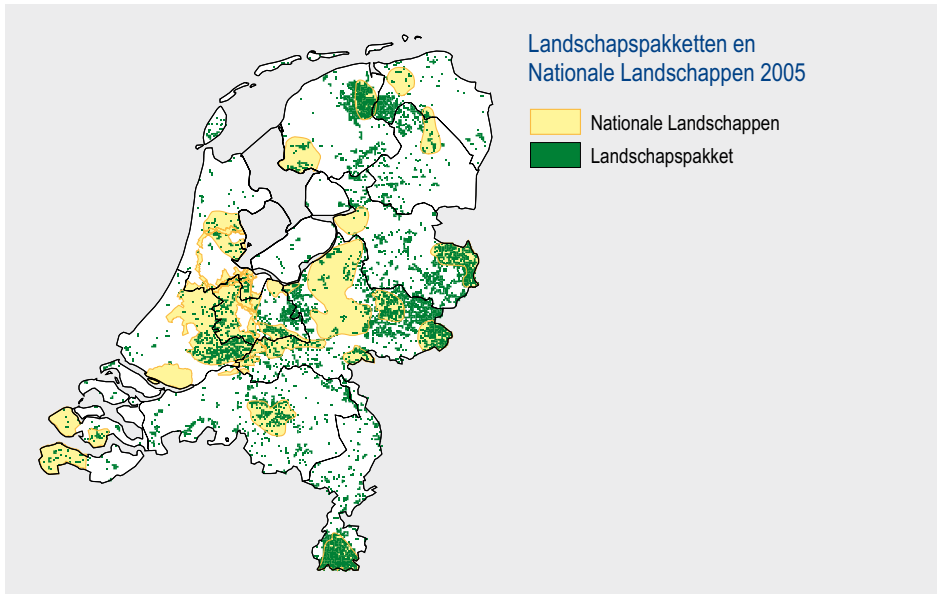 Landschapspakketten en
Nationale Landschappen 2005
Nationale Landschappen
Landschapspakket